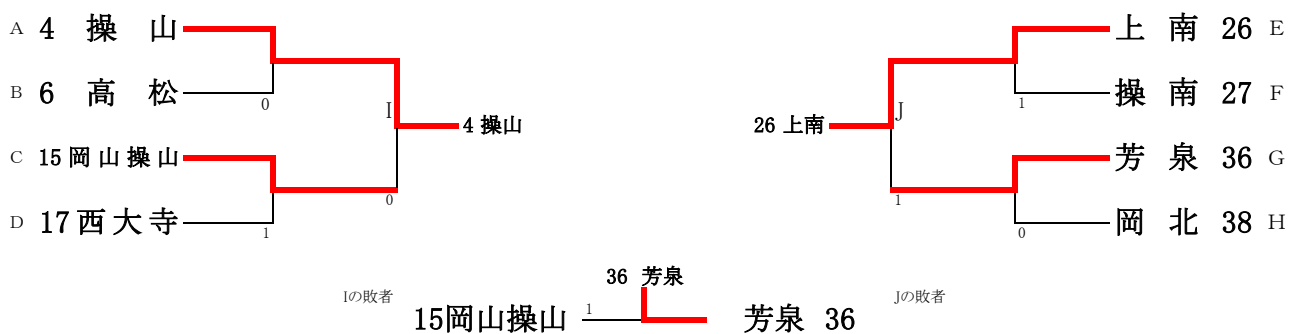 A 4 操山
B 6 高松
0
C 15 岡山操山
D 17 西大寺
1
I
0
4 操山
26 上南
J
1
上南 26 E
操南 27 F
1
芳泉 36 G
岡北 38 H
0
36 芳泉
Iの敗者
Jの敗者
15岡山操山
1
芳泉 36